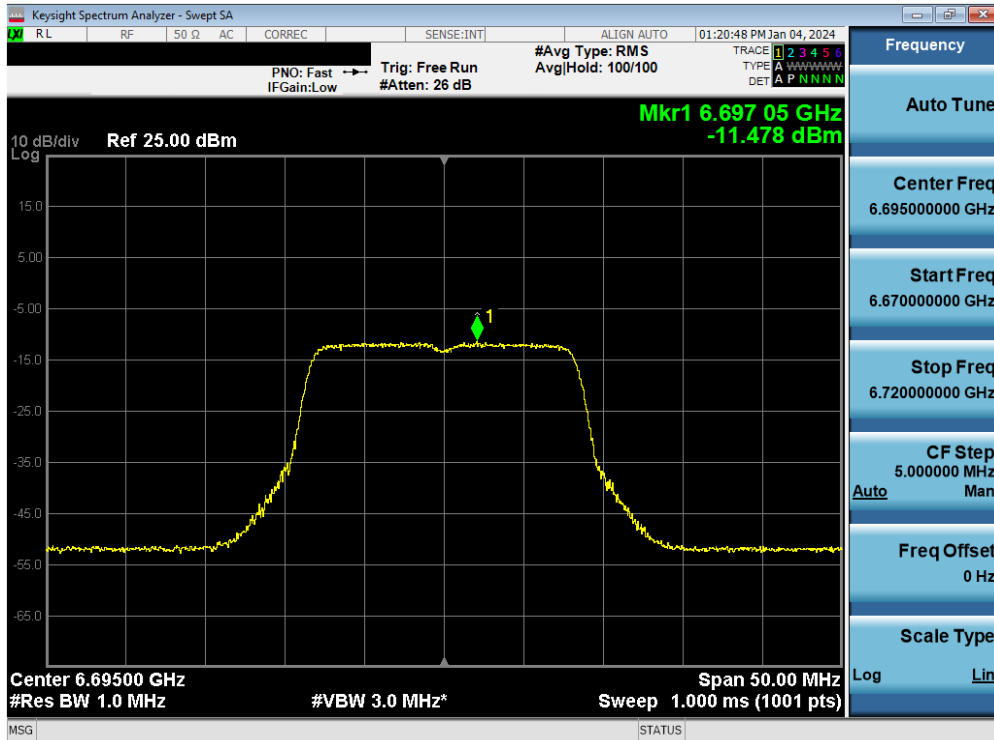 Keysight Spectrum Analyzer - Swept SA
LXI RL RF 50 Ω AC CORREC SENSE:INT ALIGN AUTO 01:20:48 PM Jan 04, 2024
PNO: Fast
IFGain:Low
Trig: Free Run
#Atten: 26 dB
#Avg Type: RMS
Avg|Hold: 100/100
TRACE 1 2 3 4 5 6
TYPE A WWWWW
DET A P N N N N
Mkr1 6.697 05 GHz
-11.478 dBm
10 dB/div Ref 25.00 dBm
Log
15.0
5.00
-5.00
1
-15.0
-25.0
-35.0
-45.0
-55.0
-65.0
Center 6.69500 GHz Span 50.00 MHz
#Res BW 1.0 MHz #VBW 3.0 MHz* Sweep 1.000 ms (1001 pts)
MSG STATUS
Frequency
Auto Tune
Center Freq
6.695000000 GHz
Start Freq
6.670000000 GHz
Stop Freq
6.720000000 GHz
CF Step
5.000000 MHz
Auto Man
Freq Offset
0 Hz
Scale Type
Log Lin